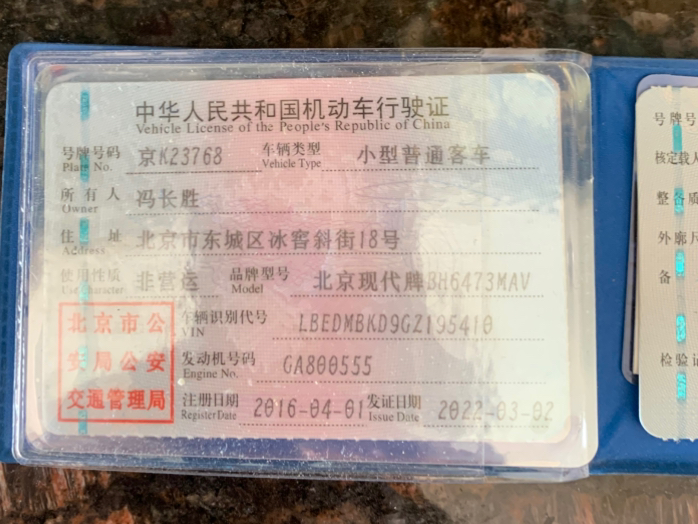 中华人民共和国机动车行驶证
Vehicle License of the People's Republic of China
号牌号码 京K23768 车辆类型 小型普通客车
Plate No. Vehicle Type
所有人 冯长胜
Owner
住址 北京市东城区冰窖斜街18号
Address
使用性质 非营运 品牌型号 北京现代牌BH6473MAV
Use Character Model
车辆识别代号 LBEDMBKD9GZ195410
VIN
发动机号码 GA800555
Engine No.
注册日期 2016-04-01 发证日期 2022-03-02
Register Date Issue Date
北京市公
安局公安
交通管理局
号牌号
核定载人
整备质
外廓尺
备
检验记